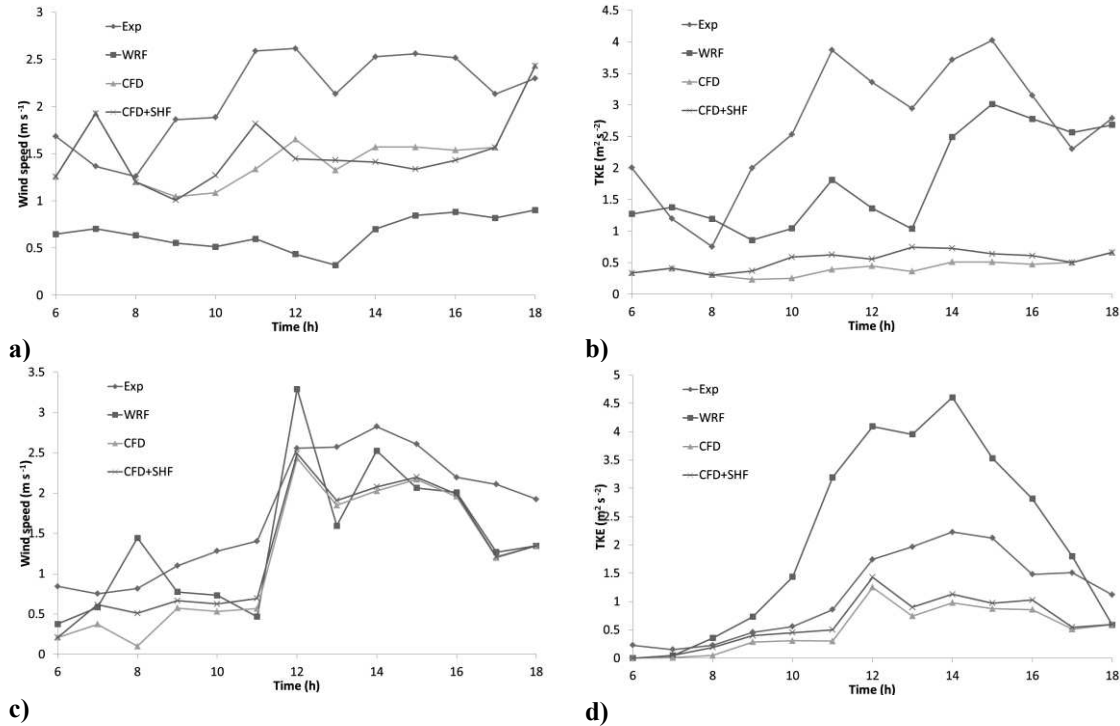 3
2.5
2
1.5
1
0.5
0
Wind speed (m s⁻¹)
Exp
WRF
CFD
CFD+SHF
6 8 10 12 14 16 18
Time (h)
a)
4.5
4
3.5
3
2.5
2
1.5
1
0.5
0
TKE (m² s⁻²)
Exp
WRF
CFD
CFD+SHF
6 8 10 12 14 16 18
Time (h)
b)
3.5
3
2.5
2
1.5
1
0.5
0
Wind speed (m s⁻¹)
Exp
WRF
CFD
CFD+SHF
6 8 10 12 14 16 18
Time (h)
c)
5
4.5
4
3.5
3
2.5
2
1.5
1
0.5
0
TKE (m² s⁻²)
Exp
WRF
CFD
CFD+SHF
6 8 10 12 14 16 18
Time (h)
d)